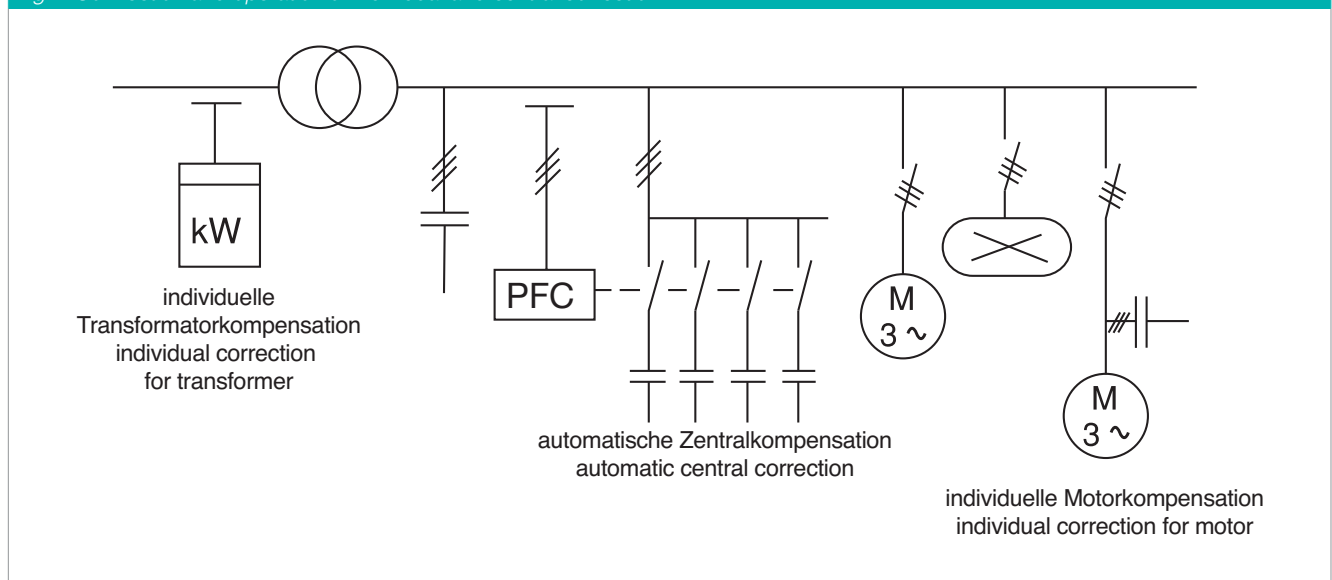 kW
individuelle
Transformatorkompensation
individual correction
for transformer
PFC
automatische Zentralkompensation
automatic central correction
M
3 ~
M
3 ~
individuelle Motorkompensation
individual correction for motor